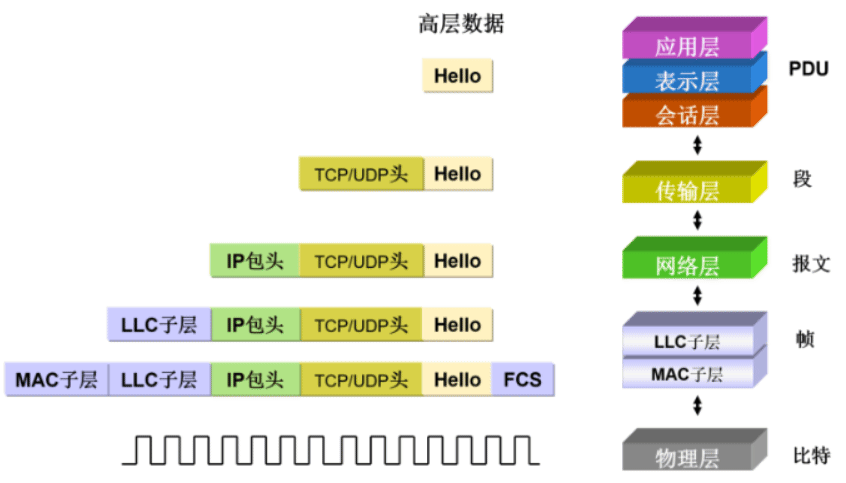 高层数据
应用层
PDU
Hello
表示层
会话层
TCP/UDP头 Hello
传输层
段
IP包头 TCP/UDP头 Hello
网络层
报文
LLC子层 IP包头 TCP/UDP头 Hello
LLC子层
帧
MAC子层 LLC子层 IP包头 TCP/UDP头 Hello FCS
MAC子层
物理层
比特